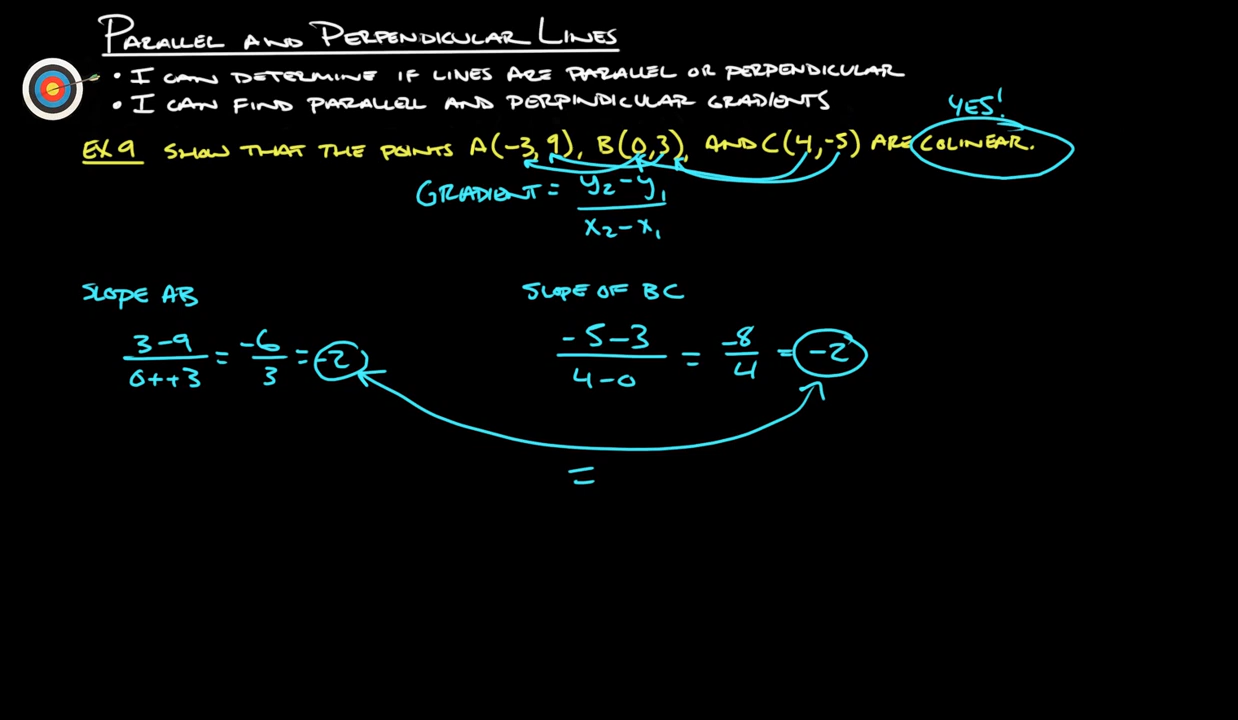 PARALLEL AND PERPENDICULAR LINES
• I CAN DETERMINE IF LINES ARE PARALLEL OR PERPENDICULAR
• I CAN FIND PARALLEL AND PERPINDICULAR GRADIENTS
YES!
EX 9 SHOW THAT THE POINTS A(-3, 9), B(0, 3), AND C(4, -5) ARE COLINEAR.
GRADIENT = y₂ - y₁ / x₂ - x₁
SLOPE AB
3 - 9 / 0 + + 3 = -6 / 3 = -2
SLOPE OF BC
-5 - 3 / 4 - 0 = -8 / 4 = -2
=